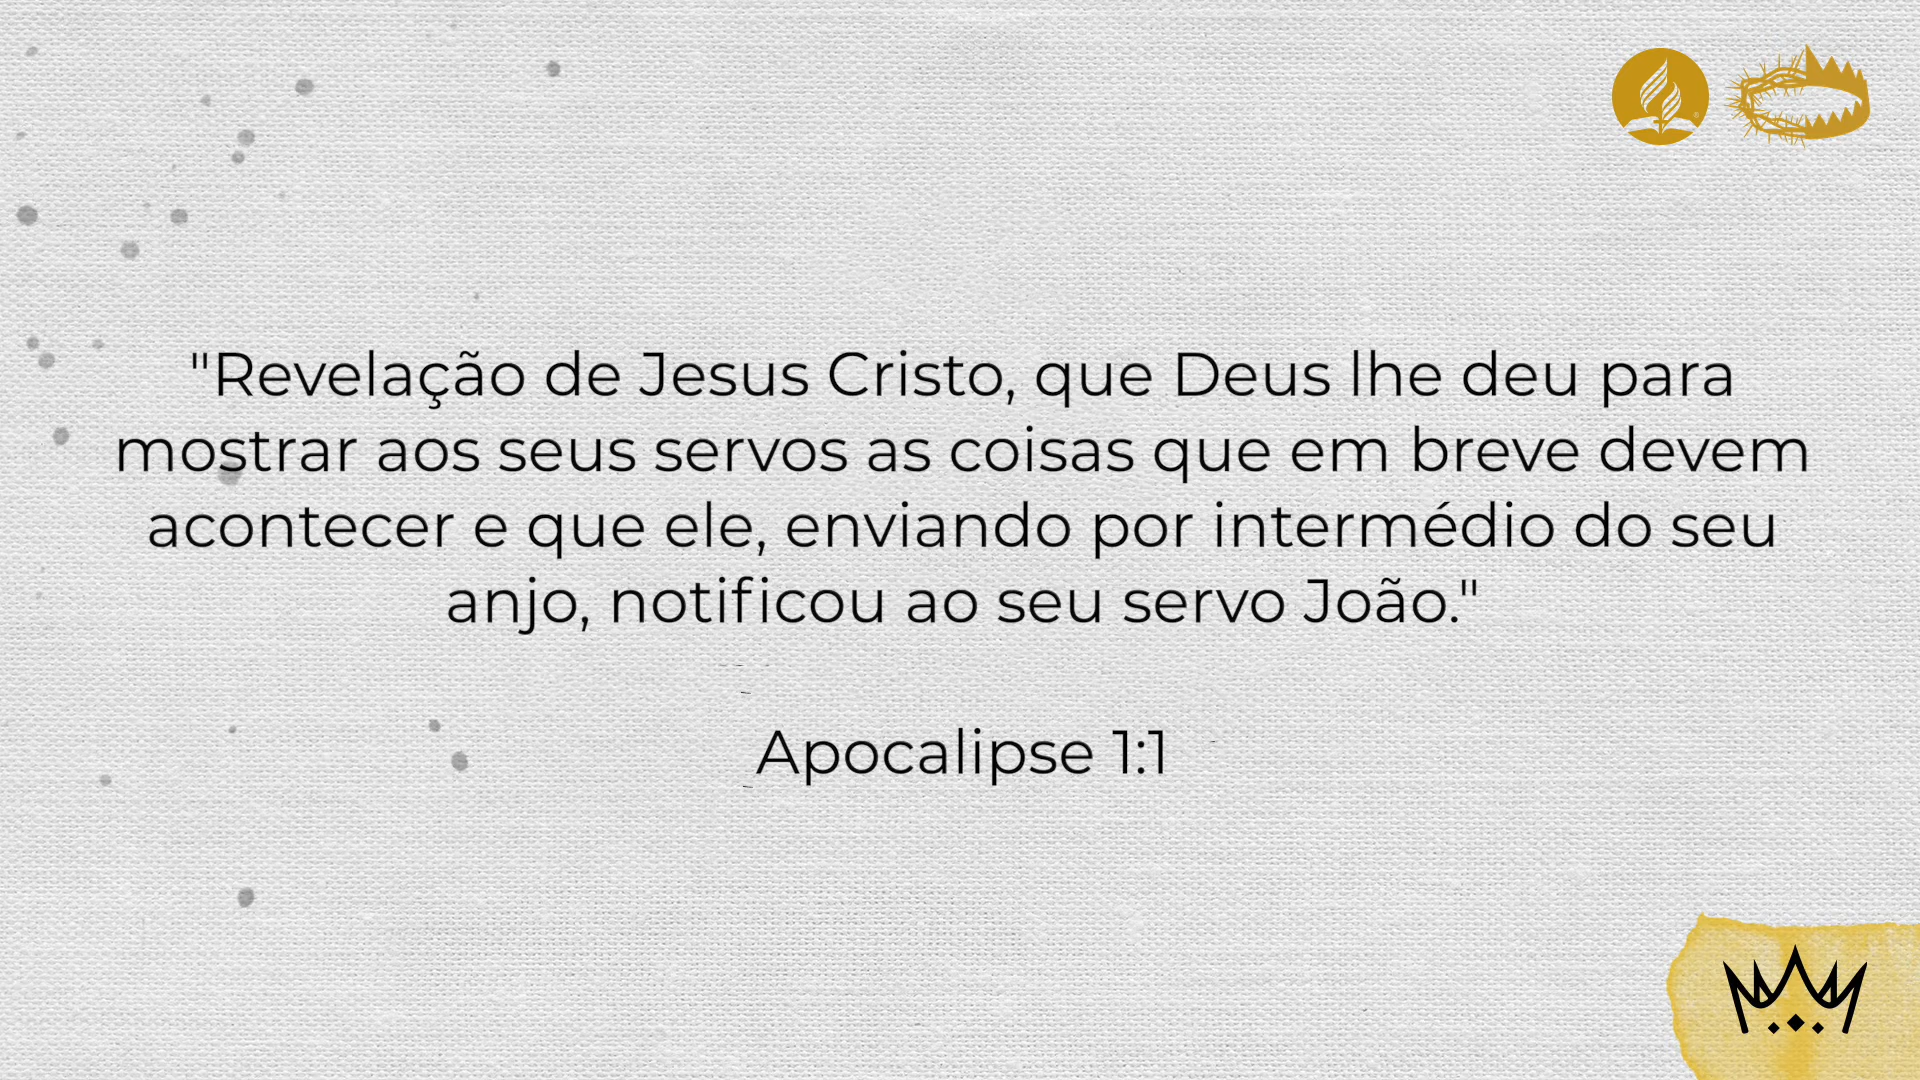 "Revelação de Jesus Cristo, que Deus lhe deu para
mostrar aos seus servos as coisas que em breve devem
acontecer e que ele, enviando por intermédio do seu
anjo, notificou ao seu servo João."
Apocalipse 1:1